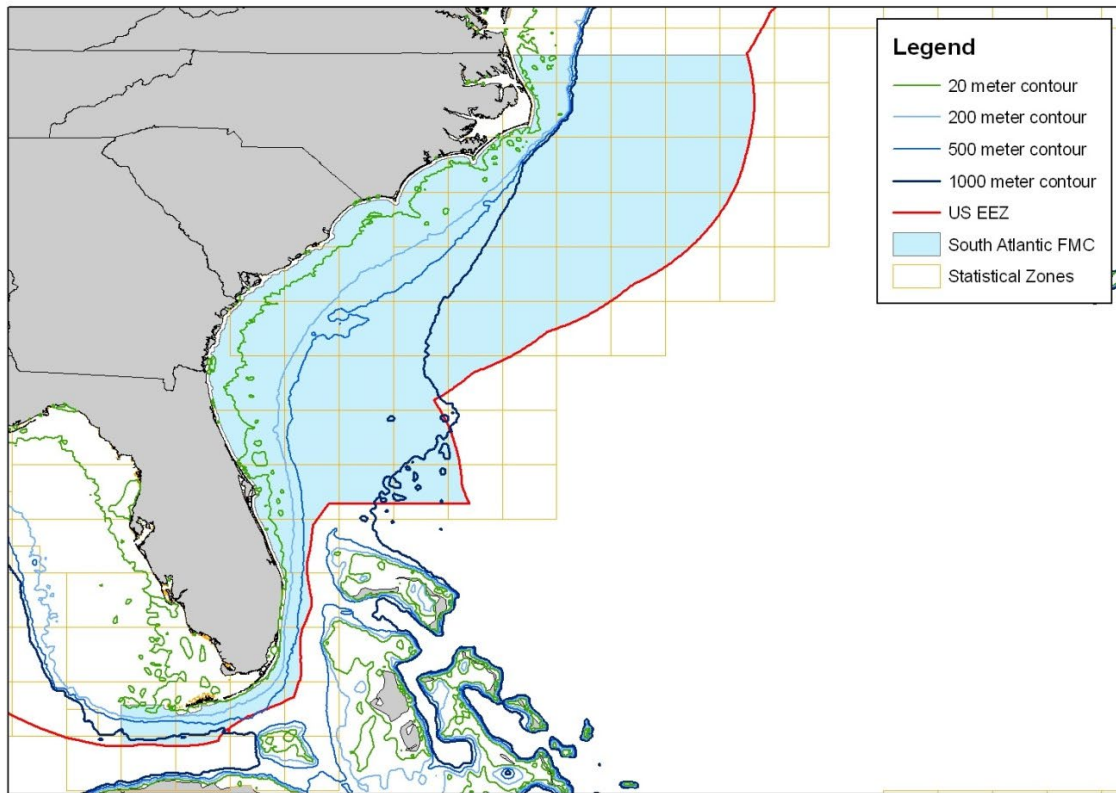 Legend
20 meter contour
200 meter contour
500 meter contour
1000 meter contour
US EEZ
South Atlantic FMC
Statistical Zones